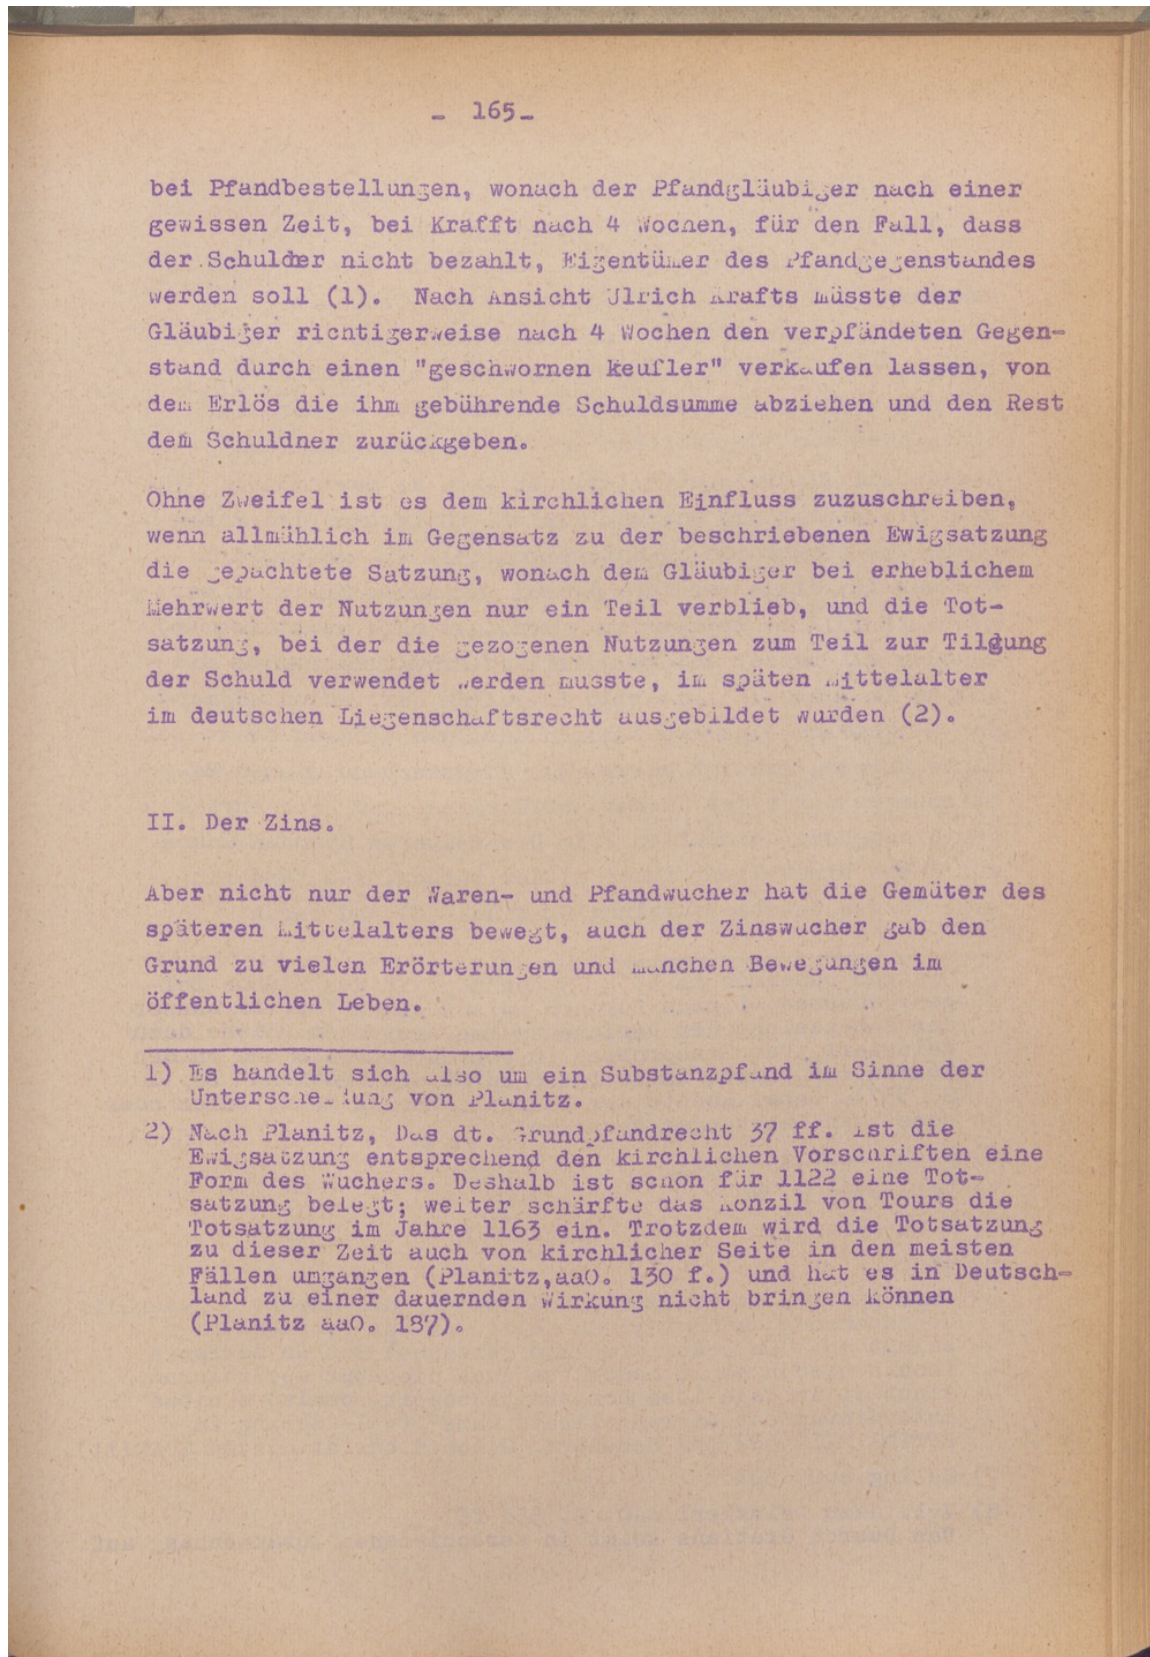 - 165-
bei Pfandbestellungen, wonach der Pfandgläubiger nach einer
gewissen Zeit, bei Krafft nach 4 Wochen, für den Fall, dass
der Schulder nicht bezahlt, Eigentümer des Pfandgegenstandes
werden soll (1). Nach Ansicht Ulrich Krafts müsste der
Gläubiger richtigerweise nach 4 Wochen den verpfändeten Gegen-
stand durch einen "geschwornen keufler" verkaufen lassen, von
dem Erlös die ihm gebührende Schuldsumme abziehen und den Rest
dem Schuldner zurückgeben.
Ohne Zweifel ist es dem kirchlichen Einfluss zuzuschreiben,
wenn allmählich im Gegensatz zu der beschriebenen Ewigsatzung
die gepachtete Satzung, wonach dem Gläubiger bei erheblichem
Mehrwert der Nutzungen nur ein Teil verblieb, und die Tot-
satzung, bei der die gezogenen Nutzungen zum Teil zur Tilgung
der Schuld verwendet werden musste, im späten Mittelalter
im deutschen Liegenschaftsrecht ausgebildet wurden (2).
II. Der Zins.
Aber nicht nur der Waren- und Pfandwucher hat die Gemüter des
späteren Mittelalters bewegt, auch der Zinswucher gab den
Grund zu vielen Erörterungen und manchen Bewegungen im
öffentlichen Leben.
1) Es handelt sich also um ein Substanzpfand im Sinne der
Unterscheidung von Planitz.
2) Nach Planitz, Das dt. Grundpfandrecht 37 ff. ist die
Ewigsatzung entsprechend den kirchlichen Vorschriften eine
Form des Wuchers. Deshalb ist schon für 1122 eine Tot-
satzung belegt; weiter schärfte das Konzil von Tours die
Totsatzung im Jahre 1163 ein. Trotzdem wird die Totsatzung
zu dieser Zeit auch von kirchlicher Seite in den meisten
Fällen umgangen (Planitz,aaO. 130 f.) und hat es in Deutsch-
land zu einer dauernden Wirkung nicht bringen können
(Planitz aaO. 187).